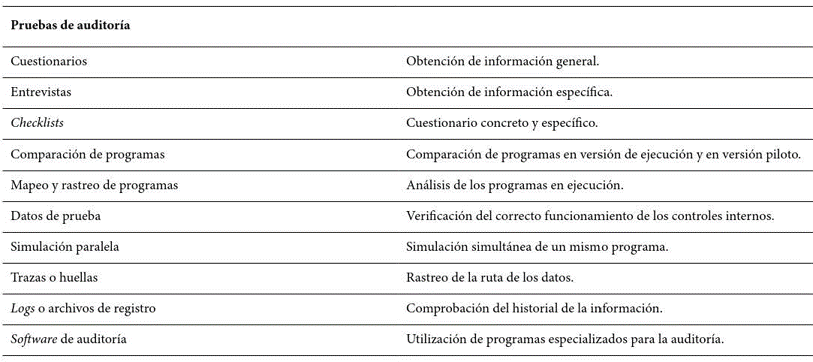 Pruebas de auditoría
Cuestionarios Obtención de información general.
Entrevistas Obtención de información específica.
Checklists Cuestionario concreto y específico.
Comparación de programas Comparación de programas en versión de ejecución y en versión piloto.
Mapeo y rastreo de programas Análisis de los programas en ejecución.
Datos de prueba Verificación del correcto funcionamiento de los controles internos.
Simulación paralela Simulación simultánea de un mismo programa.
Trazas o huellas Rastreo de la ruta de los datos.
Logs o archivos de registro Comprobación del historial de la información.
Software de auditoría Utilización de programas especializados para la auditoría.